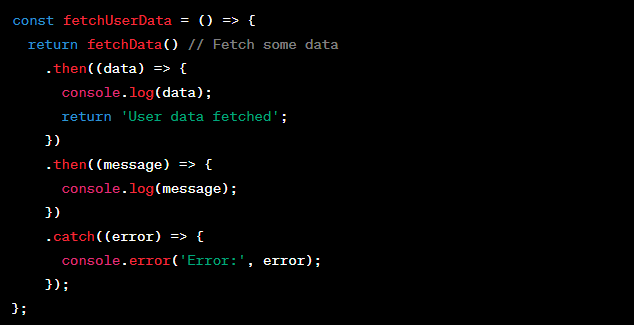 const fetchUserData = () => {
  return fetchData() // Fetch some data
    .then((data) => {
      console.log(data);
      return 'User data fetched';
    })
    .then((message) => {
      console.log(message);
    })
    .catch((error) => {
      console.error('Error:', error);
    });
};